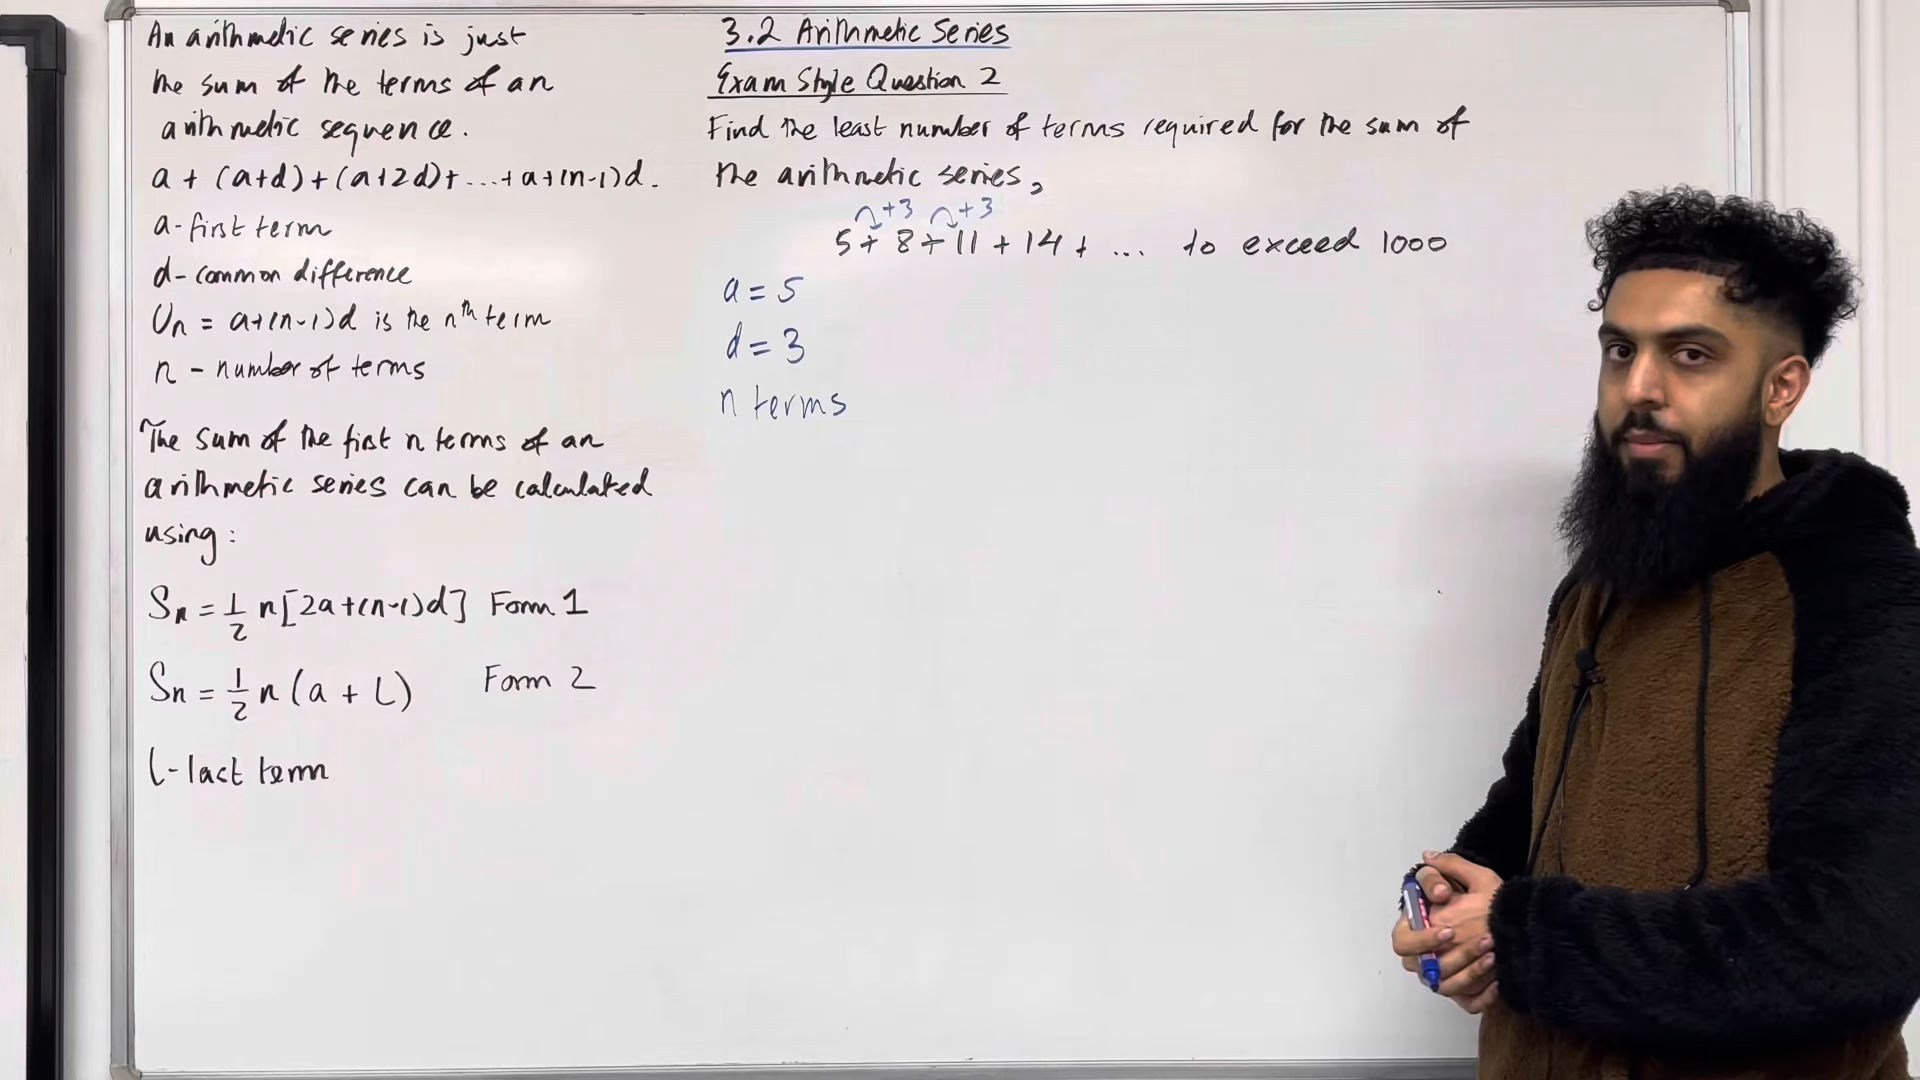 An arithmetic series is just
the sum of the terms of an
arithmetic sequence.
a + (a+d) + (a+2d) + ... + a+(n-1)d.
a - first term
d - common difference
Un = a+(n-1)d is the nth term
n - number of terms
The sum of the first n terms of an
arithmetic series can be calculated
using:
Sn = 1/2 n[2a+(n-1)d] Form 1
Sn = 1/2 n (a + L) Form 2
L - last term
3.2 Arithmetic Series
Exam Style Question 2
Find the least number of terms required for the sum of
the arithmetic series,
+3 +3
5 + 8 + 11 + 14 + ... to exceed 1000
a = 5
d = 3
n terms